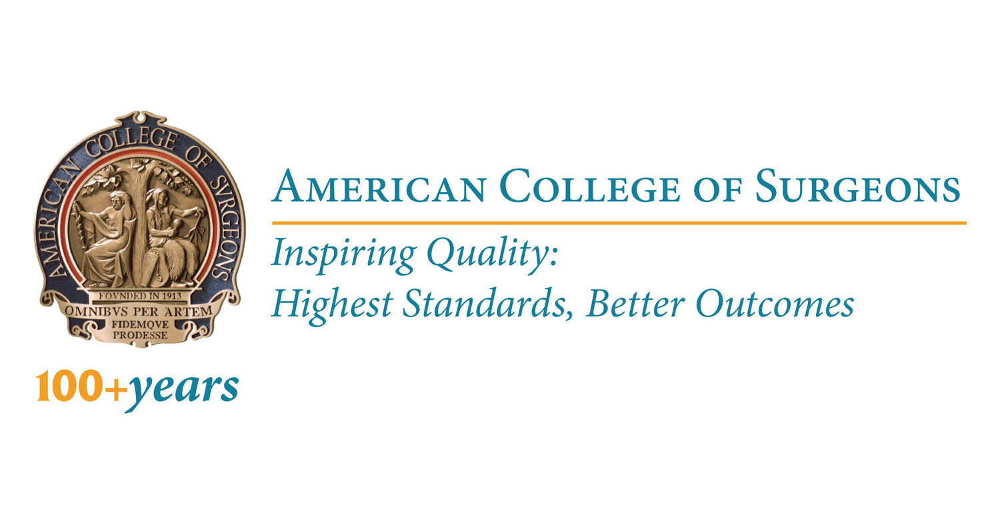 AMERICAN COLLEGE OF SVRGEONS
FOVNDED IN 1913
OMNIBVS PER ARTEM
FIDEMQVE
PRODESSE
100+years
American College of Surgeons
Inspiring Quality:
Highest Standards, Better Outcomes